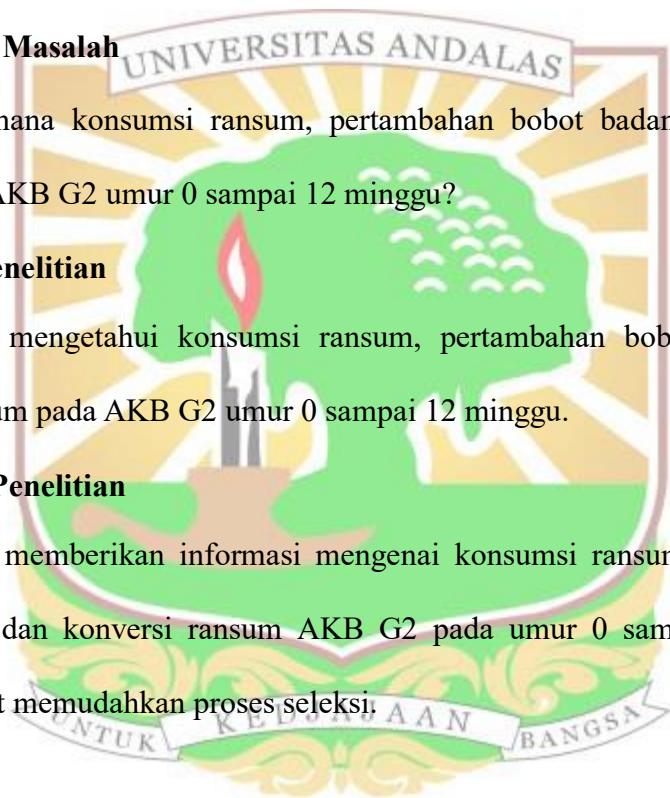 Masalah
UNIVERSITAS ANDALAS
mana konsumsi ransum, pertambahan bobot badan
AKB G2 umur 0 sampai 12 minggu?
enelitian
mengetahui konsumsi ransum, pertambahan bob
um pada AKB G2 umur 0 sampai 12 minggu.
Penelitian
memberikan informasi mengenai konsumsi ransum
dan konversi ransum AKB G2 pada umur 0 sam
t memudahkan proses seleksi.
UNTUK KEDJAJAAN BANGSA